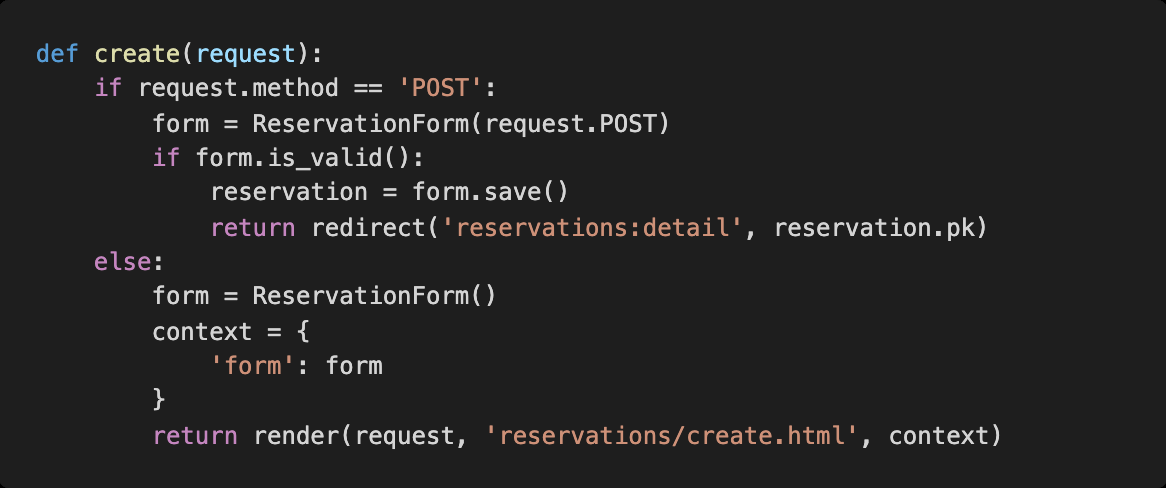 def create(request):
    if request.method == 'POST':
        form = ReservationForm(request.POST)
        if form.is_valid():
            reservation = form.save()
            return redirect('reservations:detail', reservation.pk)
    else:
        form = ReservationForm()
        context = {
            'form': form
        }
        return render(request, 'reservations/create.html', context)